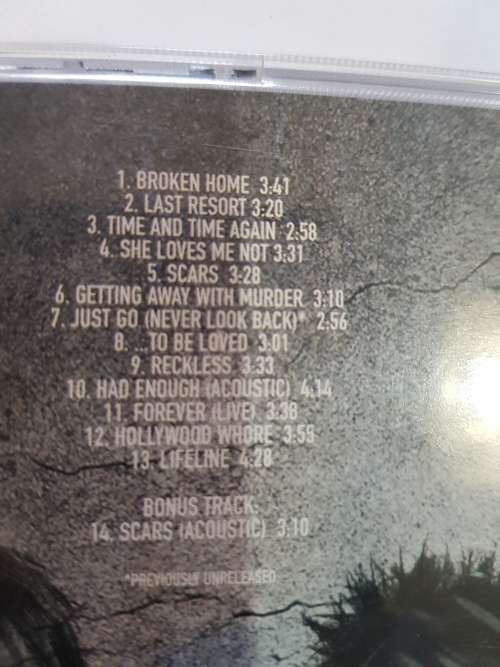 1. BROKEN HOME 3:41
2. LAST RESORT 3:20
3. TIME AND TIME AGAIN 2:58
4. SHE LOVES ME NOT 3:31
5. SCARS 3:28
6. GETTING AWAY WITH MURDER 3:10
7. JUST GO (NEVER LOOK BACK)* 2:56
8. ...TO BE LOVED 3:01
9. RECKLESS 3:33
10. HAD ENOUGH (ACOUSTIC) 4:14
11. FOREVER (LIVE) 3:38
12. HOLLYWOOD WHORE 3:55
13. LIFELINE 4:28
BONUS TRACK:
14. SCARS (ACOUSTIC) 3:10
*PREVIOUSLY UNRELEASED